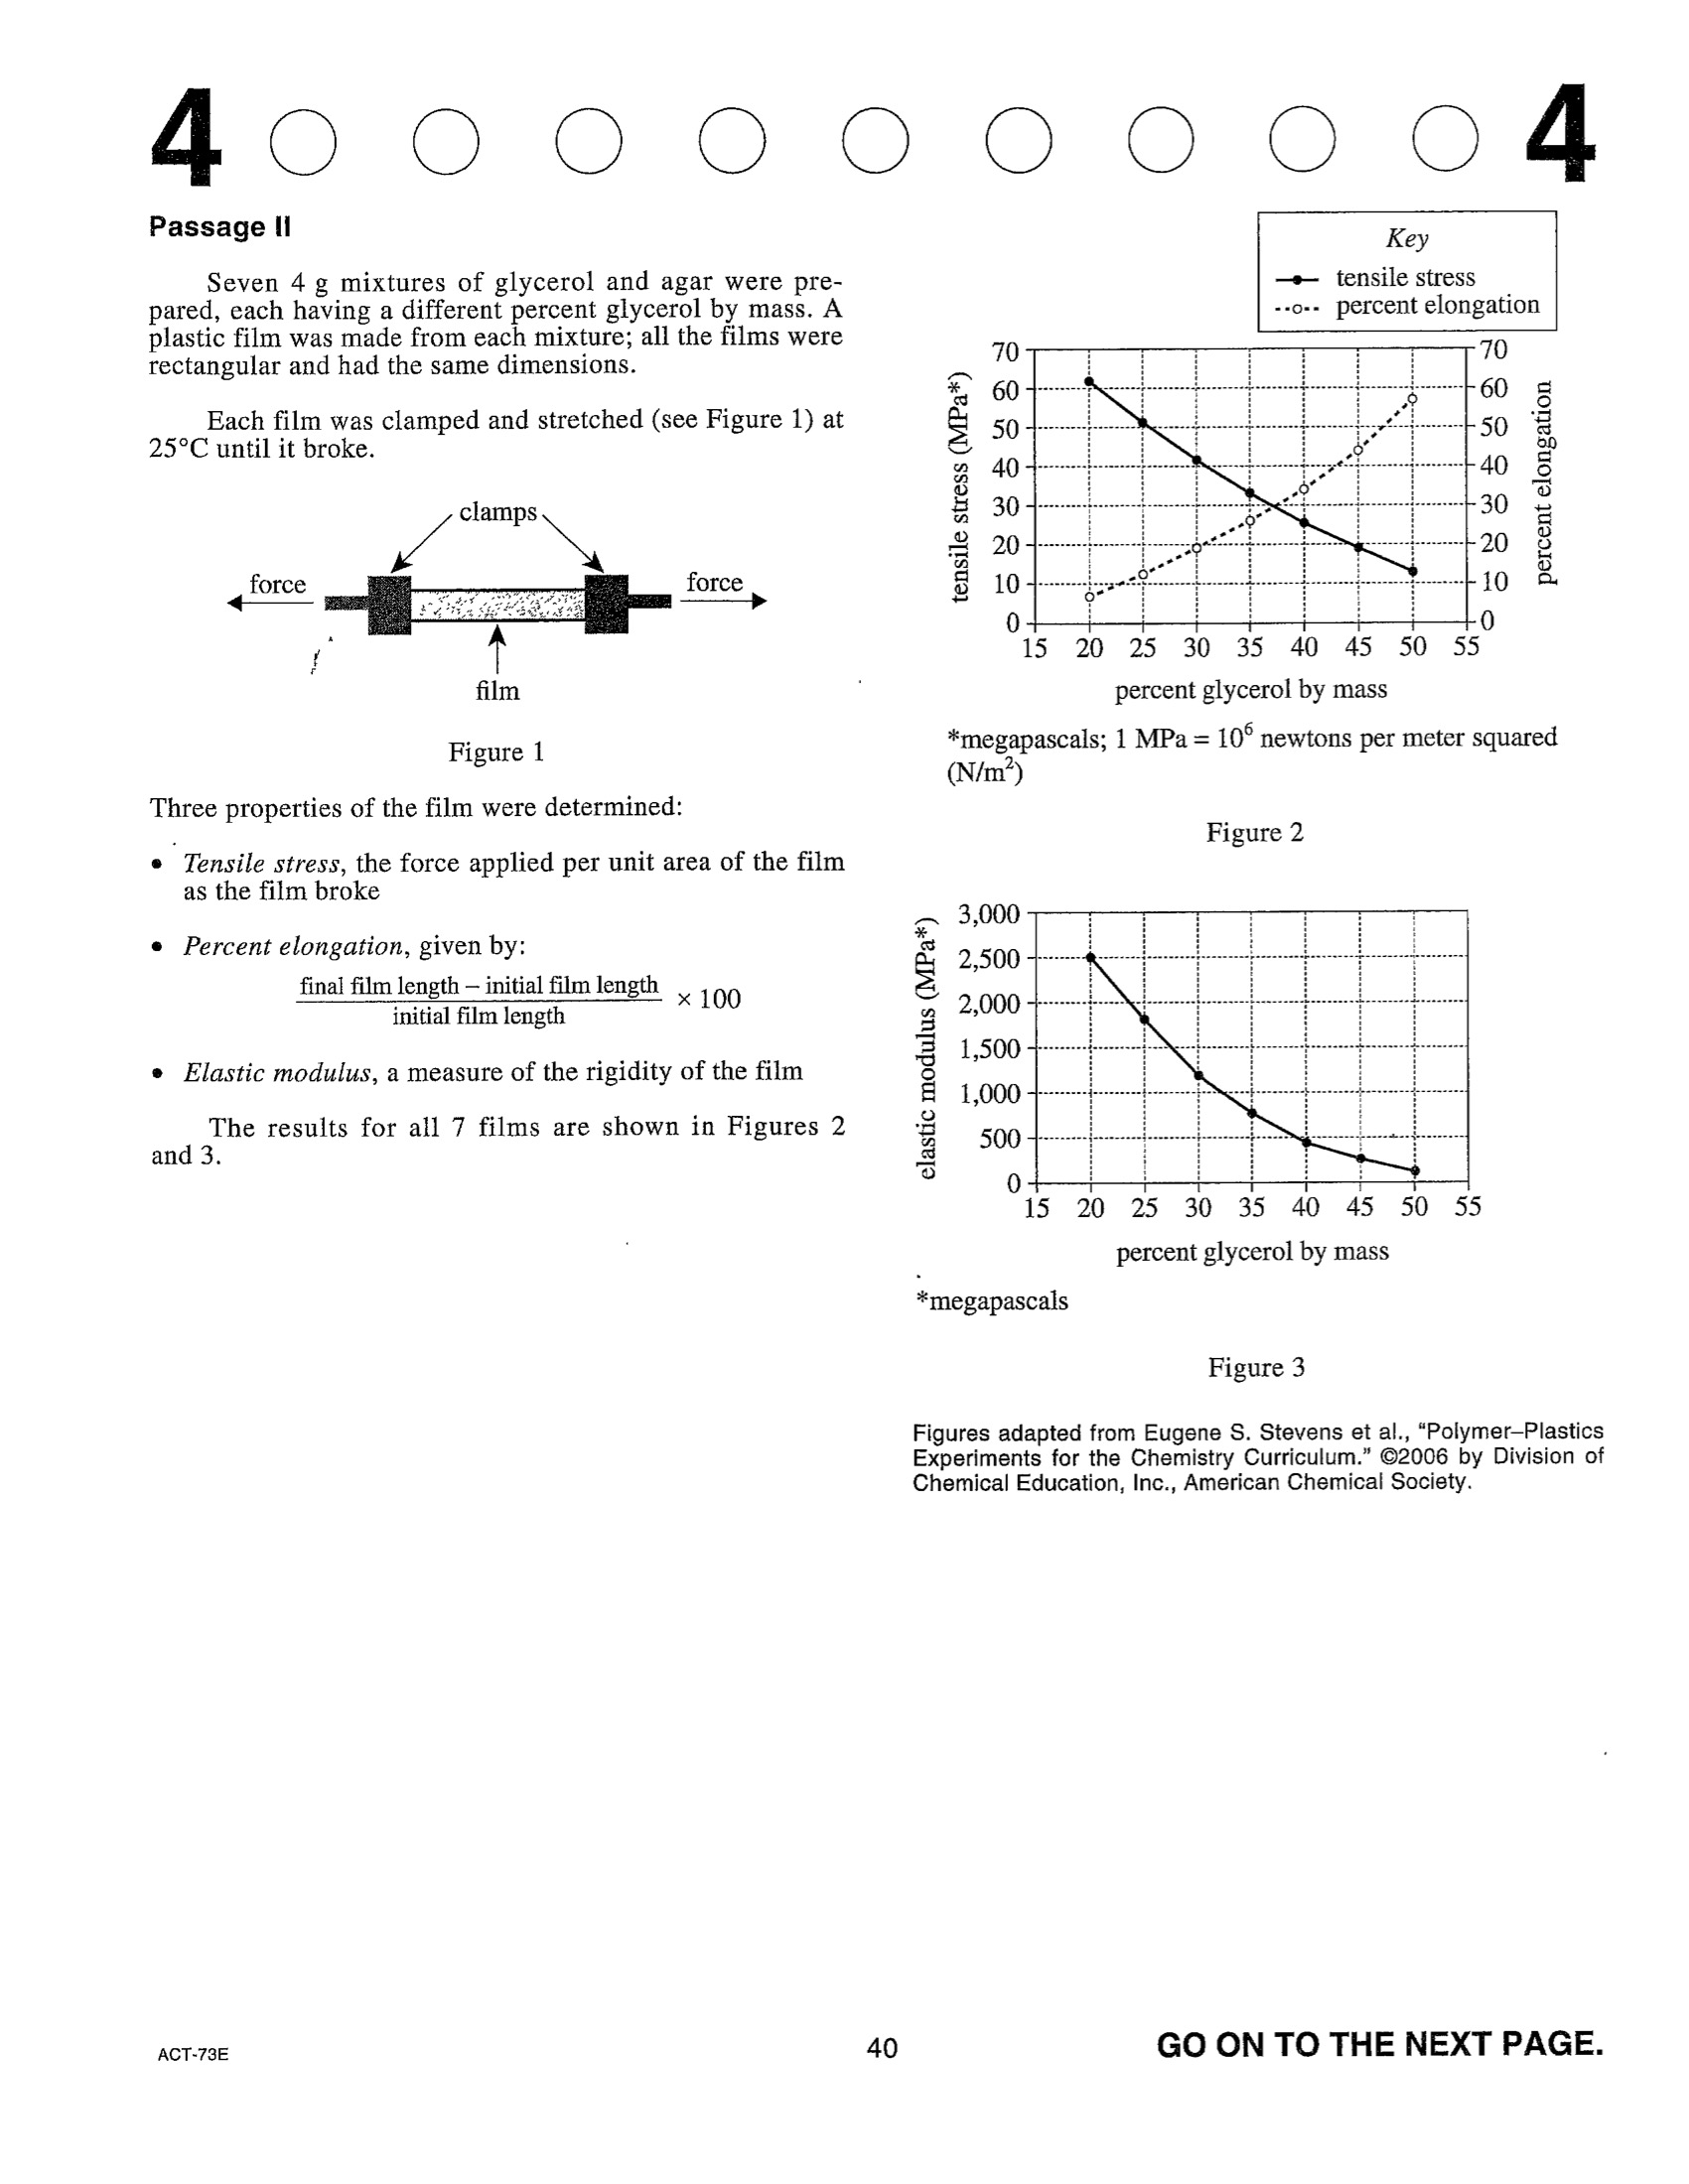 4 4
Passage II
Seven 4 g mixtures of glycerol and agar were pre-
pared, each having a different percent glycerol by mass. A
plastic film was made from each mixture; all the films were
rectangular and had the same dimensions.
Each film was clamped and stretched (see Figure 1) at
25°C until it broke.
clamps
force
force
film
Figure 1
Three properties of the film were determined:
• Tensile stress, the force applied per unit area of the film
as the film broke
• Percent elongation, given by:
final film length – initial film length
× 100
initial film length
• Elastic modulus, a measure of the rigidity of the film
The results for all 7 films are shown in Figures 2
and 3.
Key
tensile stress
percent elongation
tensile stress (MPa*)
70
60
50
40
30
20
10
0
70
60
50
40
30
20
10
0
percent elongation
15 20 25 30 35 40 45 50 55
percent glycerol by mass
*megapascals; 1 MPa = 10⁶ newtons per meter squared
(N/m²)
Figure 2
elastic modulus (MPa*)
3,000
2,500
2,000
1,500
1,000
500
0
15 20 25 30 35 40 45 50 55
percent glycerol by mass
*megapascals
Figure 3
Figures adapted from Eugene S. Stevens et al., “Polymer–Plastics
Experiments for the Chemistry Curriculum.” ©2006 by Division of
Chemical Education, Inc., American Chemical Society.
ACT-73E
40
GO ON TO THE NEXT PAGE.